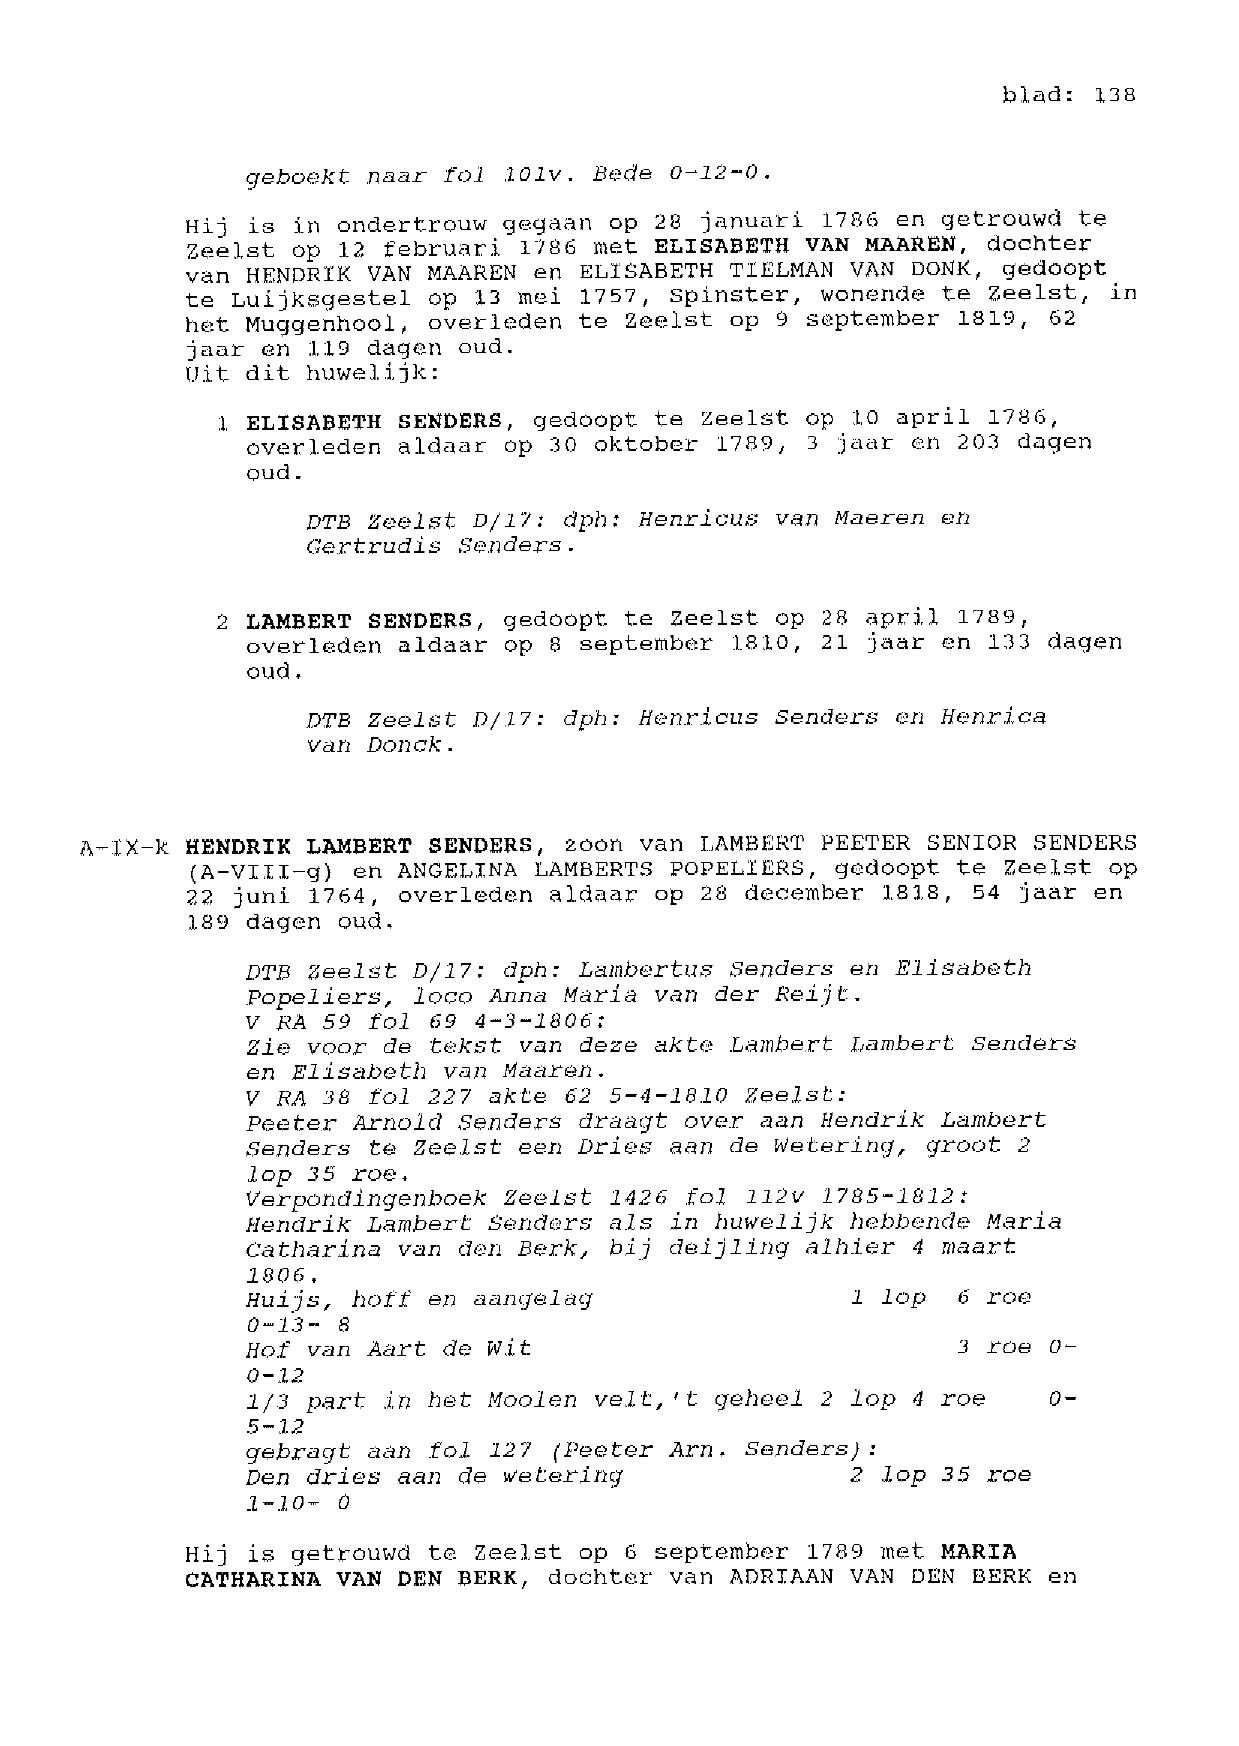 blad: 138
geboekt naar fol 101v. Bede 0-12-0.
Hij is in ondertrouw gegaan op 28 januari 1786 en getrouwd te
Zeelst op 12 februari 1786 met ELISABETH VAN MAAREN, dochter
van HENDRIK VAN MAAREN en ELISABETH TIELMAN VAN DONK, gedoopt
te Luijksgestel op 13 mei 1757, Spinster, wonende te Zeelst, in
het Muggenhool, overleden te Zeelst op 9 september 1819, 62
jaar en 119 dagen oud.
Uit dit huwelijk:
1 ELISABETH SENDERS, gedoopt te Zeelst op 10 april 1786,
overleden aldaar op 30 oktober 1789, 3 jaar en 203 dagen
oud.
DTB Zeelst D/17: dph: Henricus van Maeren en
Gertrudis Senders.
2 LAMBERT SENDERS, gedoopt te Zeelst op 28 april 1789,
overleden aldaar op 8 september 1810, 21 jaar en 133 dagen
oud.
DTB Zeelst D/17: dph: Henricus Senders en Henrica
van Donck.
A-IX-k HENDRIK LAMBERT SENDERS, zoon van LAMBERT PEETER SENIOR SENDERS
(A-VIII-g) en ANGELINA LAMBERTS POPELIERS, gedoopt te Zeelst op
22 juni 1764, overleden aldaar op 28 december 1818, 54 jaar en
189 dagen oud.
DTB Zeelst D/17: dph: Lambertus Senders en Elisabeth
Popeliers, loco Anna Maria van der Reijt.
V RA 59 fol 69 4-3-1806:
Zie voor de tekst van deze akte Lambert Lambert Senders
en Elisabeth van Maaren.
V RA 38 fol 227 akte 62 5-4-1810 Zeelst:
Peeter Arnold Senders draagt over aan Hendrik Lambert
Senders te Zeelst een Dries aan de Wetering, groot 2
lop 35 roe.
Verpondingenboek Zeelst 1426 fol 112v 1785-1812:
Hendrik Lambert Senders als in huwelijk hebbende Maria
Catharina van den Berk, bij deijling alhier 4 maart
1806.
Huijs, hoff en aangelag 1 lop 6 roe
0-13- 8
Hof van Aart de Wit 3 roe 0-
0-12
1/3 part in het Moolen velt,'t geheel 2 lop 4 roe 0-
5-12
gebragt aan fol 127 (Peeter Arn. Senders):
Den dries aan de wetering 2 lop 35 roe
1-10- 0
Hij is getrouwd te Zeelst op 6 september 1789 met MARIA
CATHARINA VAN DEN BERK, dochter van ADRIAAN VAN DEN BERK en